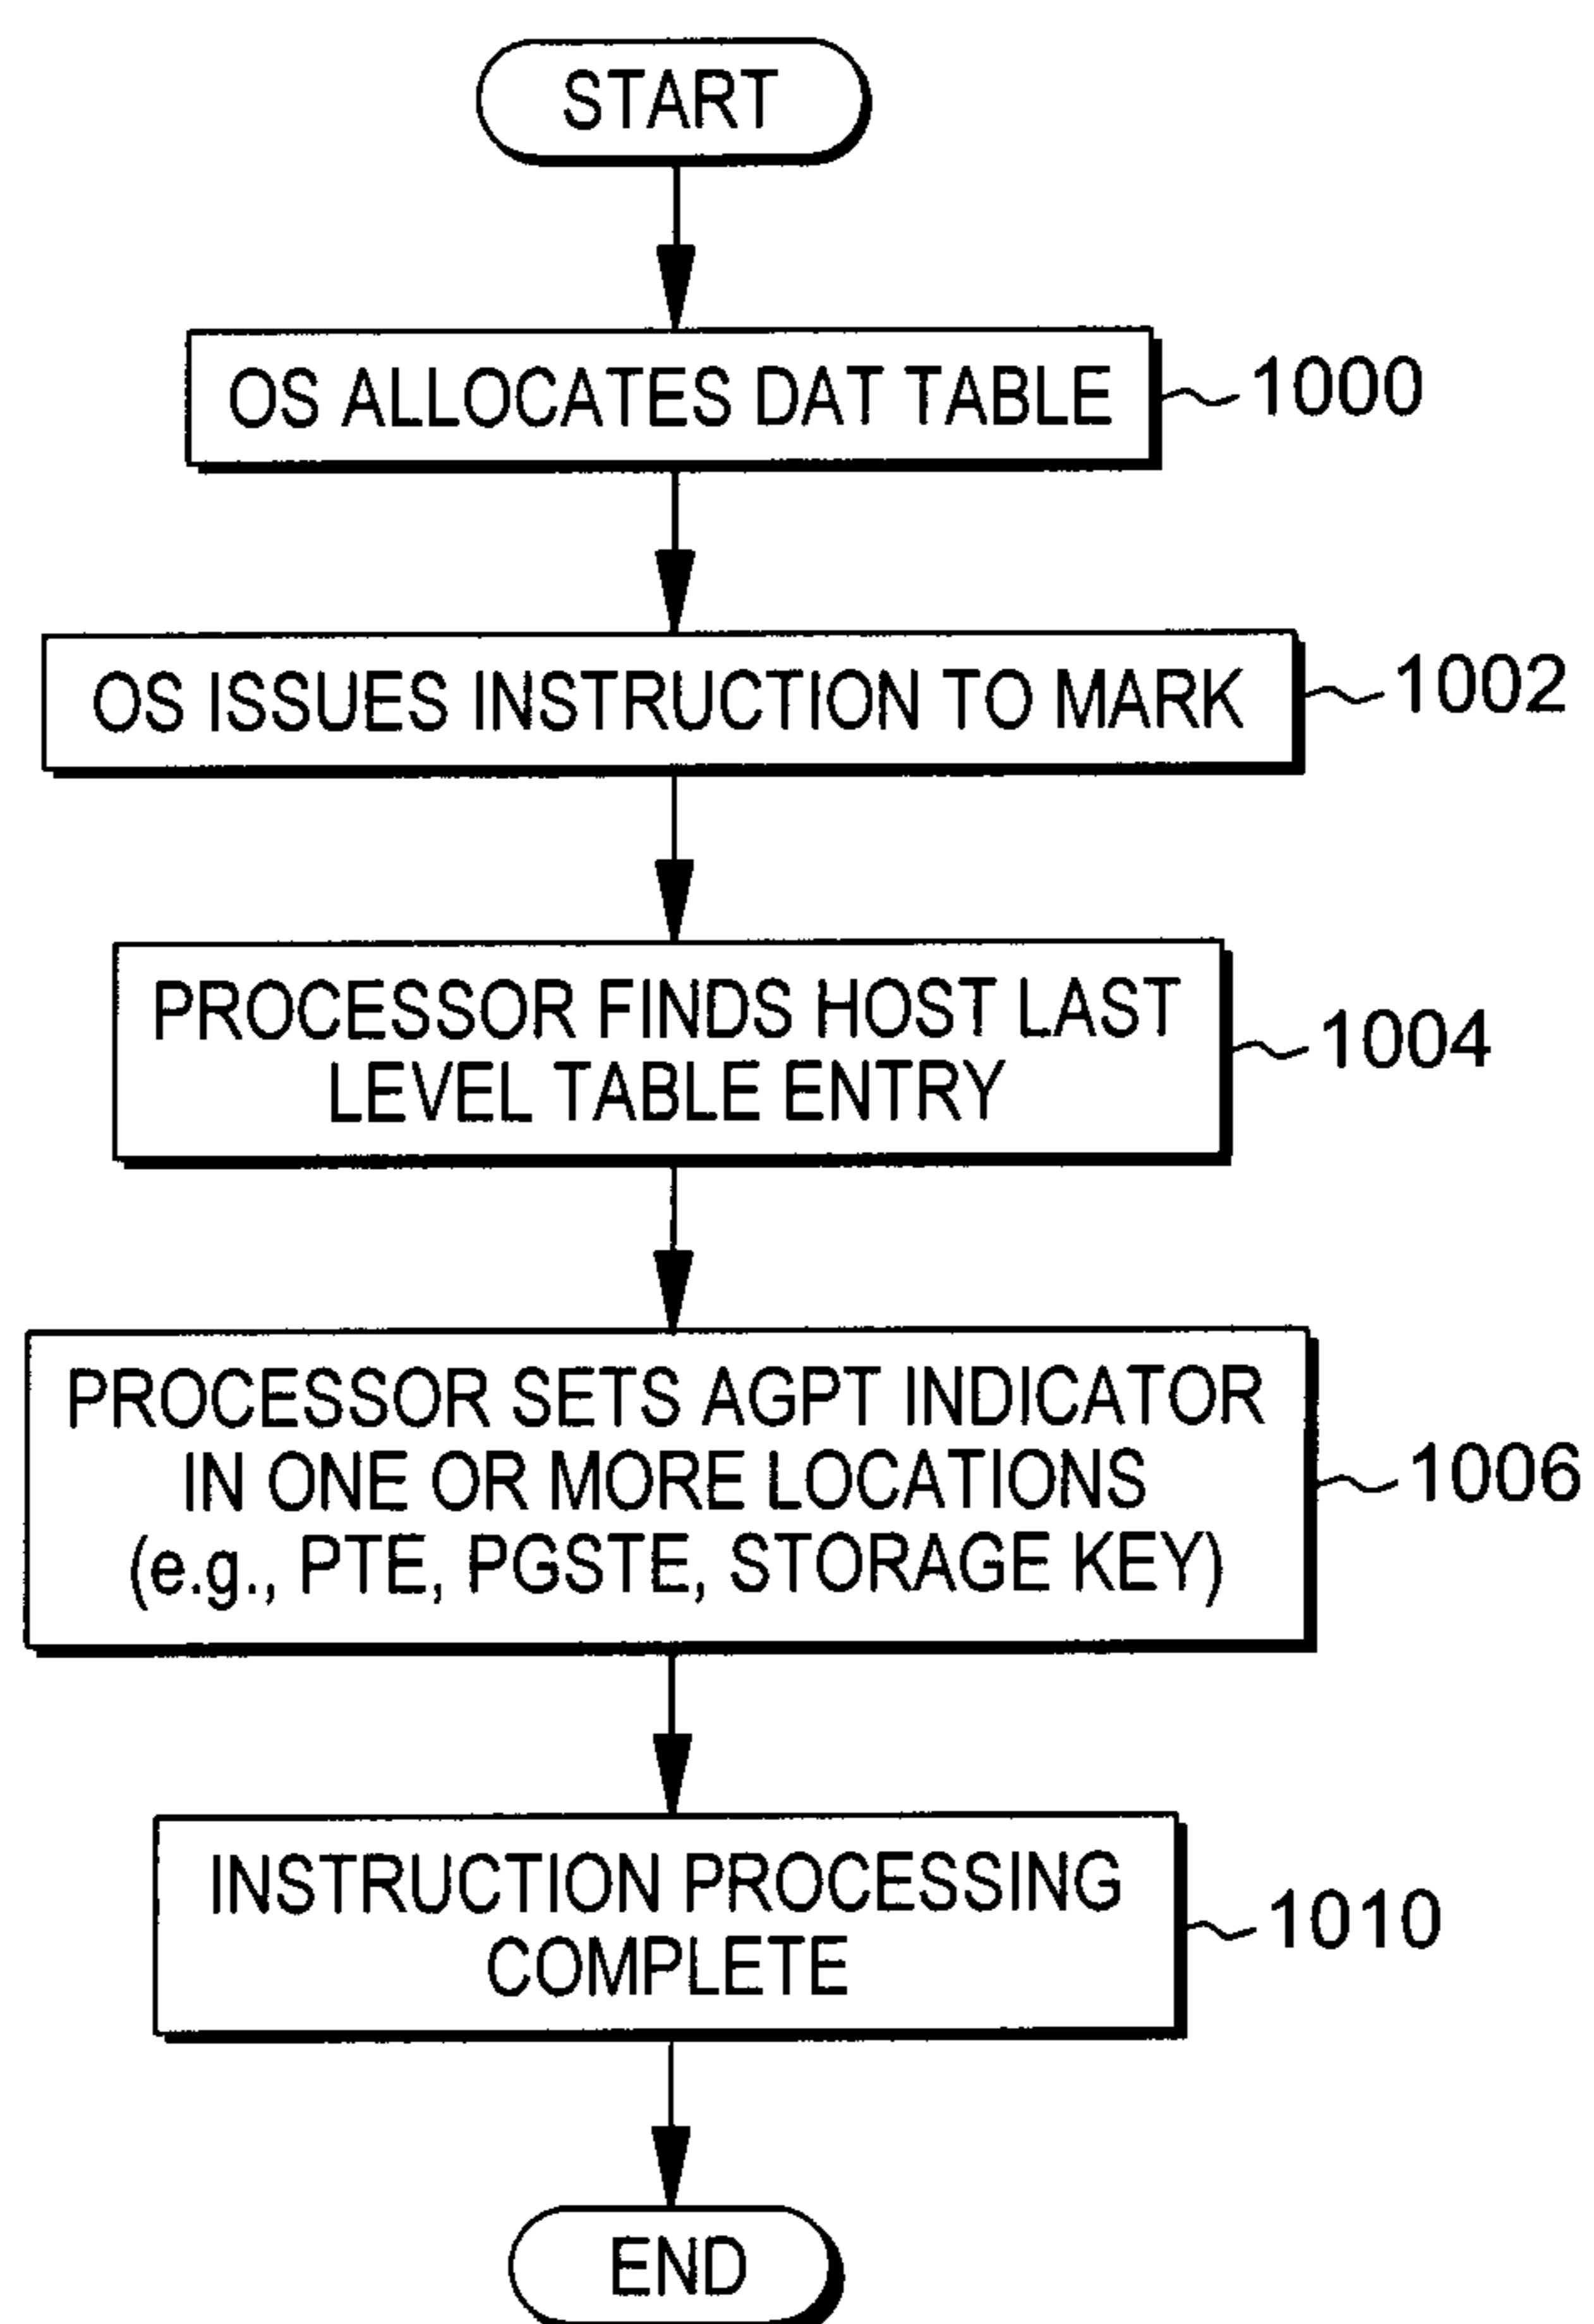 START
OS ALLOCATES DAT TABLE
1000
OS ISSUES INSTRUCTION TO MARK
1002
PROCESSOR FINDS HOST LAST
LEVEL TABLE ENTRY
1004
PROCESSOR SETS AGPT INDICATOR
IN ONE OR MORE LOCATIONS
(e.g., PTE, PGSTE, STORAGE KEY)
1006
INSTRUCTION PROCESSING
COMPLETE
1010
END